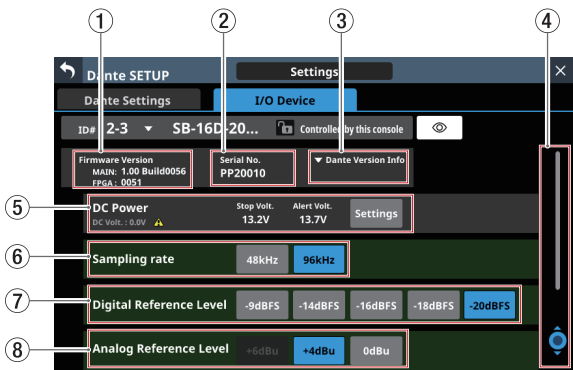 ① ② ③ ④
Dante SETUP Settings ×
Dante Settings I/O Device
ID# 2-3 ▼ SB-16D-20... Controlled by this console
Firmware Version Serial No. ▼ Dante Version Info
MAIN: 1.00 Build0056 PP20010
FPGA : 0051
⑤ DC Power Stop Volt. Alert Volt. Settings
DC Volt. : 0.0V 13.2V 13.7V
⑥ Sampling rate 48kHz 96kHz
⑦ Digital Reference Level -9dBFS -14dBFS -16dBFS -18dBFS -20dBFS
⑧ Analog Reference Level +6dBu +4dBu 0dBu